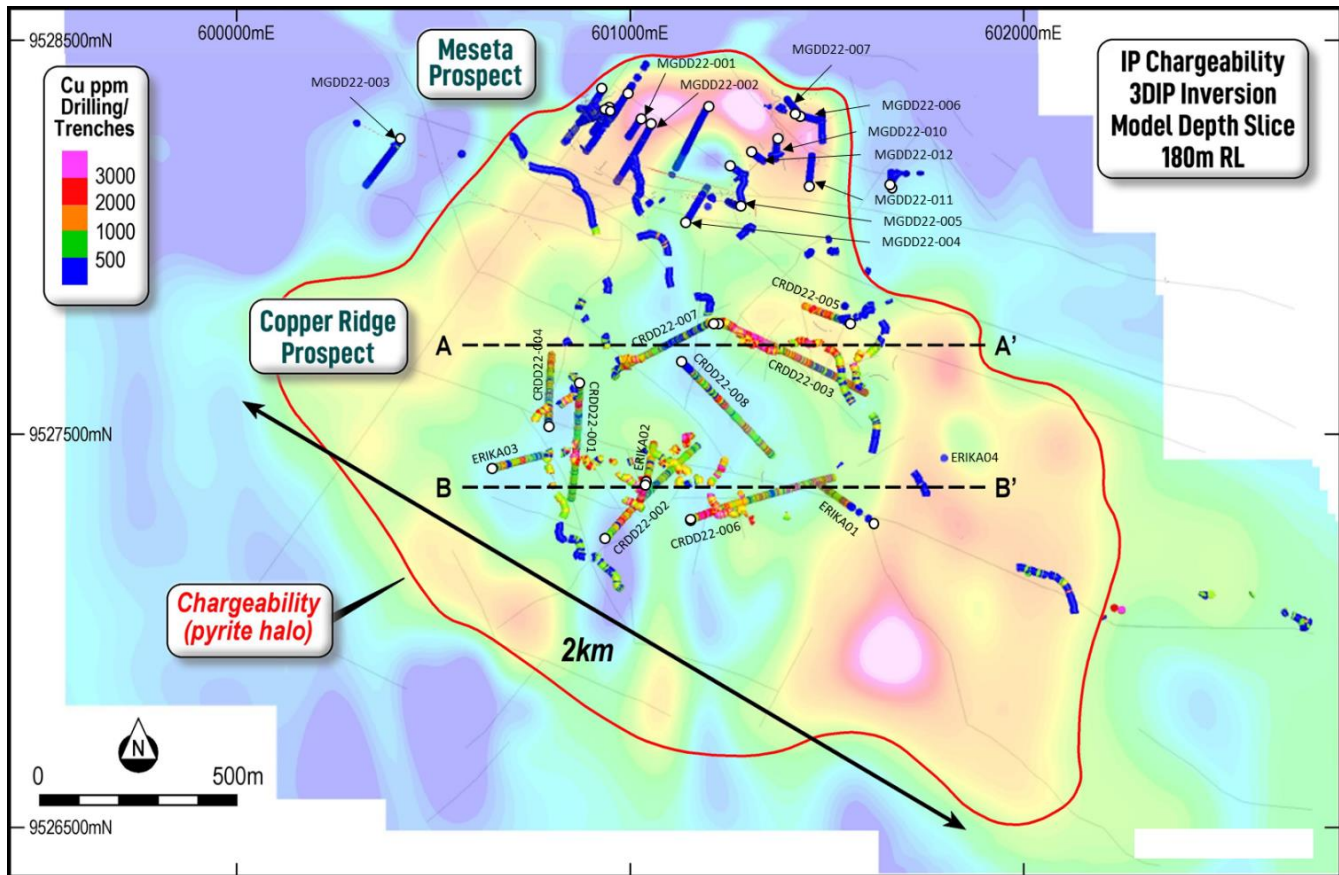 600000mE
601000mE
602000mE
9528500mN
Meseta
Prospect
MGDD22-007
IP Chargeability
3DIP Inversion
Model Depth Slice
180m RL
Cu ppm
Drilling/
Trenches
3000
2000
1000
500
MGDD22-003
MGDD22-001
MGDD22-002
MGDD22-006
MGDD22-010
MGDD22-012
MGDD22-011
MGDD22-005
MGDD22-004
Copper Ridge
Prospect
CRDD22-005
CRDD22-007
A
A'
CRDD22-004
CRDD22-003
CRDD22-008
CRDD22-001
9527500mN
ERIKA03
ERIKA02
ERIKA04
B
B'
CRDD22-002
CRDD22-006
ERIKA01
Chargeability
(pyrite halo)
2km
N
0
500m
9526500mN